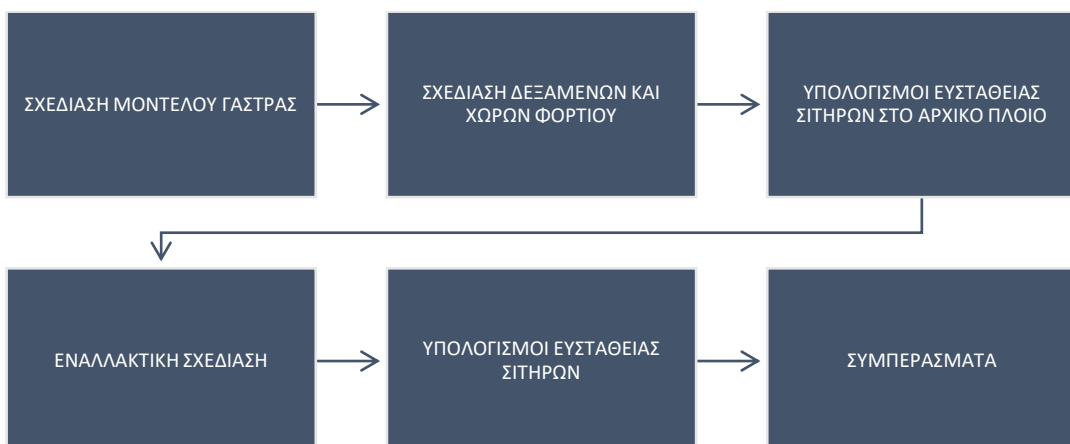 ΣΧΕΔΙΑΣΗ ΜΟΝΤΕΛΟΥ ΓΑΣΤΡΑΣ
ΣΧΕΔΙΑΣΗ ΔΕΞΑΜΕΝΩΝ ΚΑΙ
ΧΩΡΩΝ ΦΟΡΤΙΟΥ
ΥΠΟΛΟΓΙΣΜΟΙ ΕΥΣΤΑΘΕΙΑΣ
ΣΙΤΗΡΩΝ ΣΤΟ ΑΡΧΙΚΟ ΠΛΟΙΟ
ΕΝΑΛΛΑΚΤΙΚΗ ΣΧΕΔΙΑΣΗ
ΥΠΟΛΟΓΙΣΜΟΙ ΕΥΣΤΑΘΕΙΑΣ
ΣΙΤΗΡΩΝ
ΣΥΜΠΕΡΑΣΜΑΤΑ